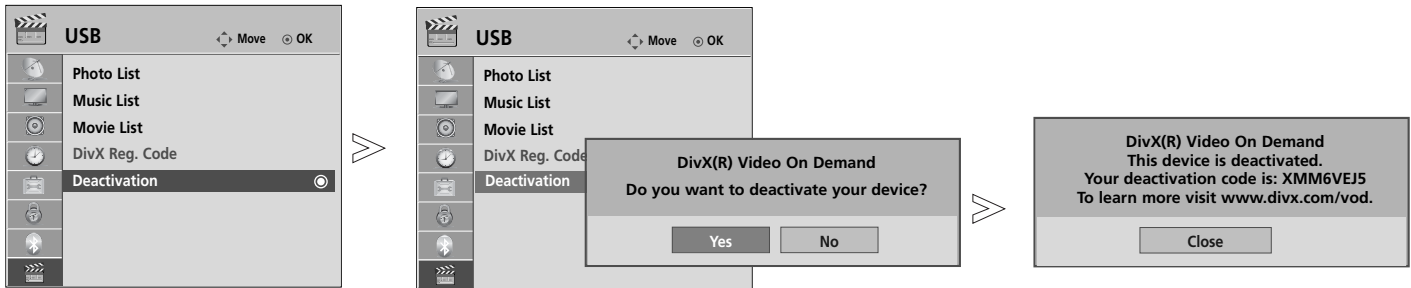 USB
Move OK
Photo List
Music List
Movie List
DivX Reg. Code
Deactivation
USB
Move OK
Photo List
Music List
Movie List
DivX Reg. Code
Deactivation
DivX(R) Video On Demand
Do you want to deactivate your device?
Yes No
DivX(R) Video On Demand
This device is deactivated.
Your deactivation code is: XMM6VEJ5
To learn more visit www.divx.com/vod.
Close